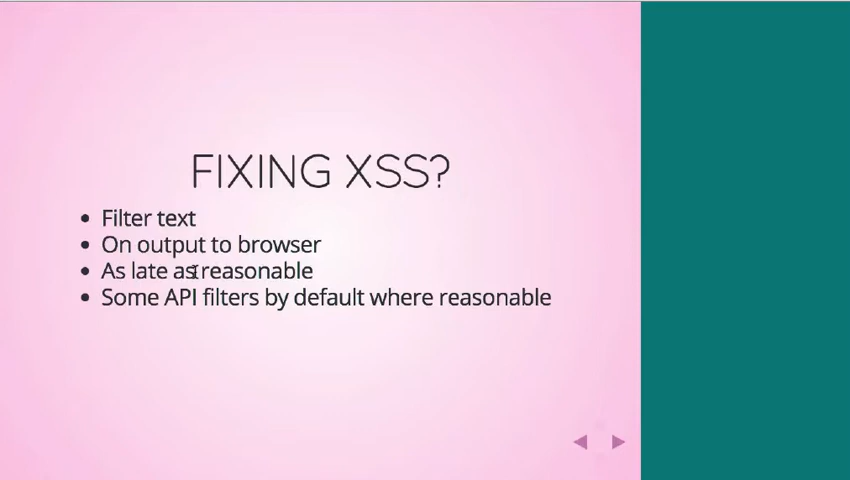 FIXING XSS?
Filter text
On output to browser
As late as reasonable
Some API filters by default where reasonable